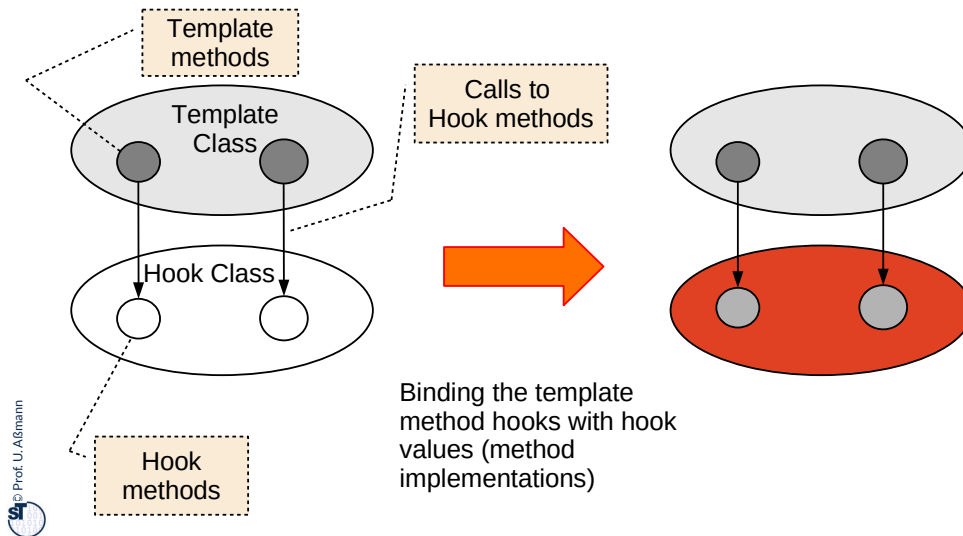 Template
methods
Template
Class
Calls to
Hook methods
Hook Class
Binding the template
method hooks with hook
values (method
implementations)
Hook
methods
© Prof. U. Aßmann
ST